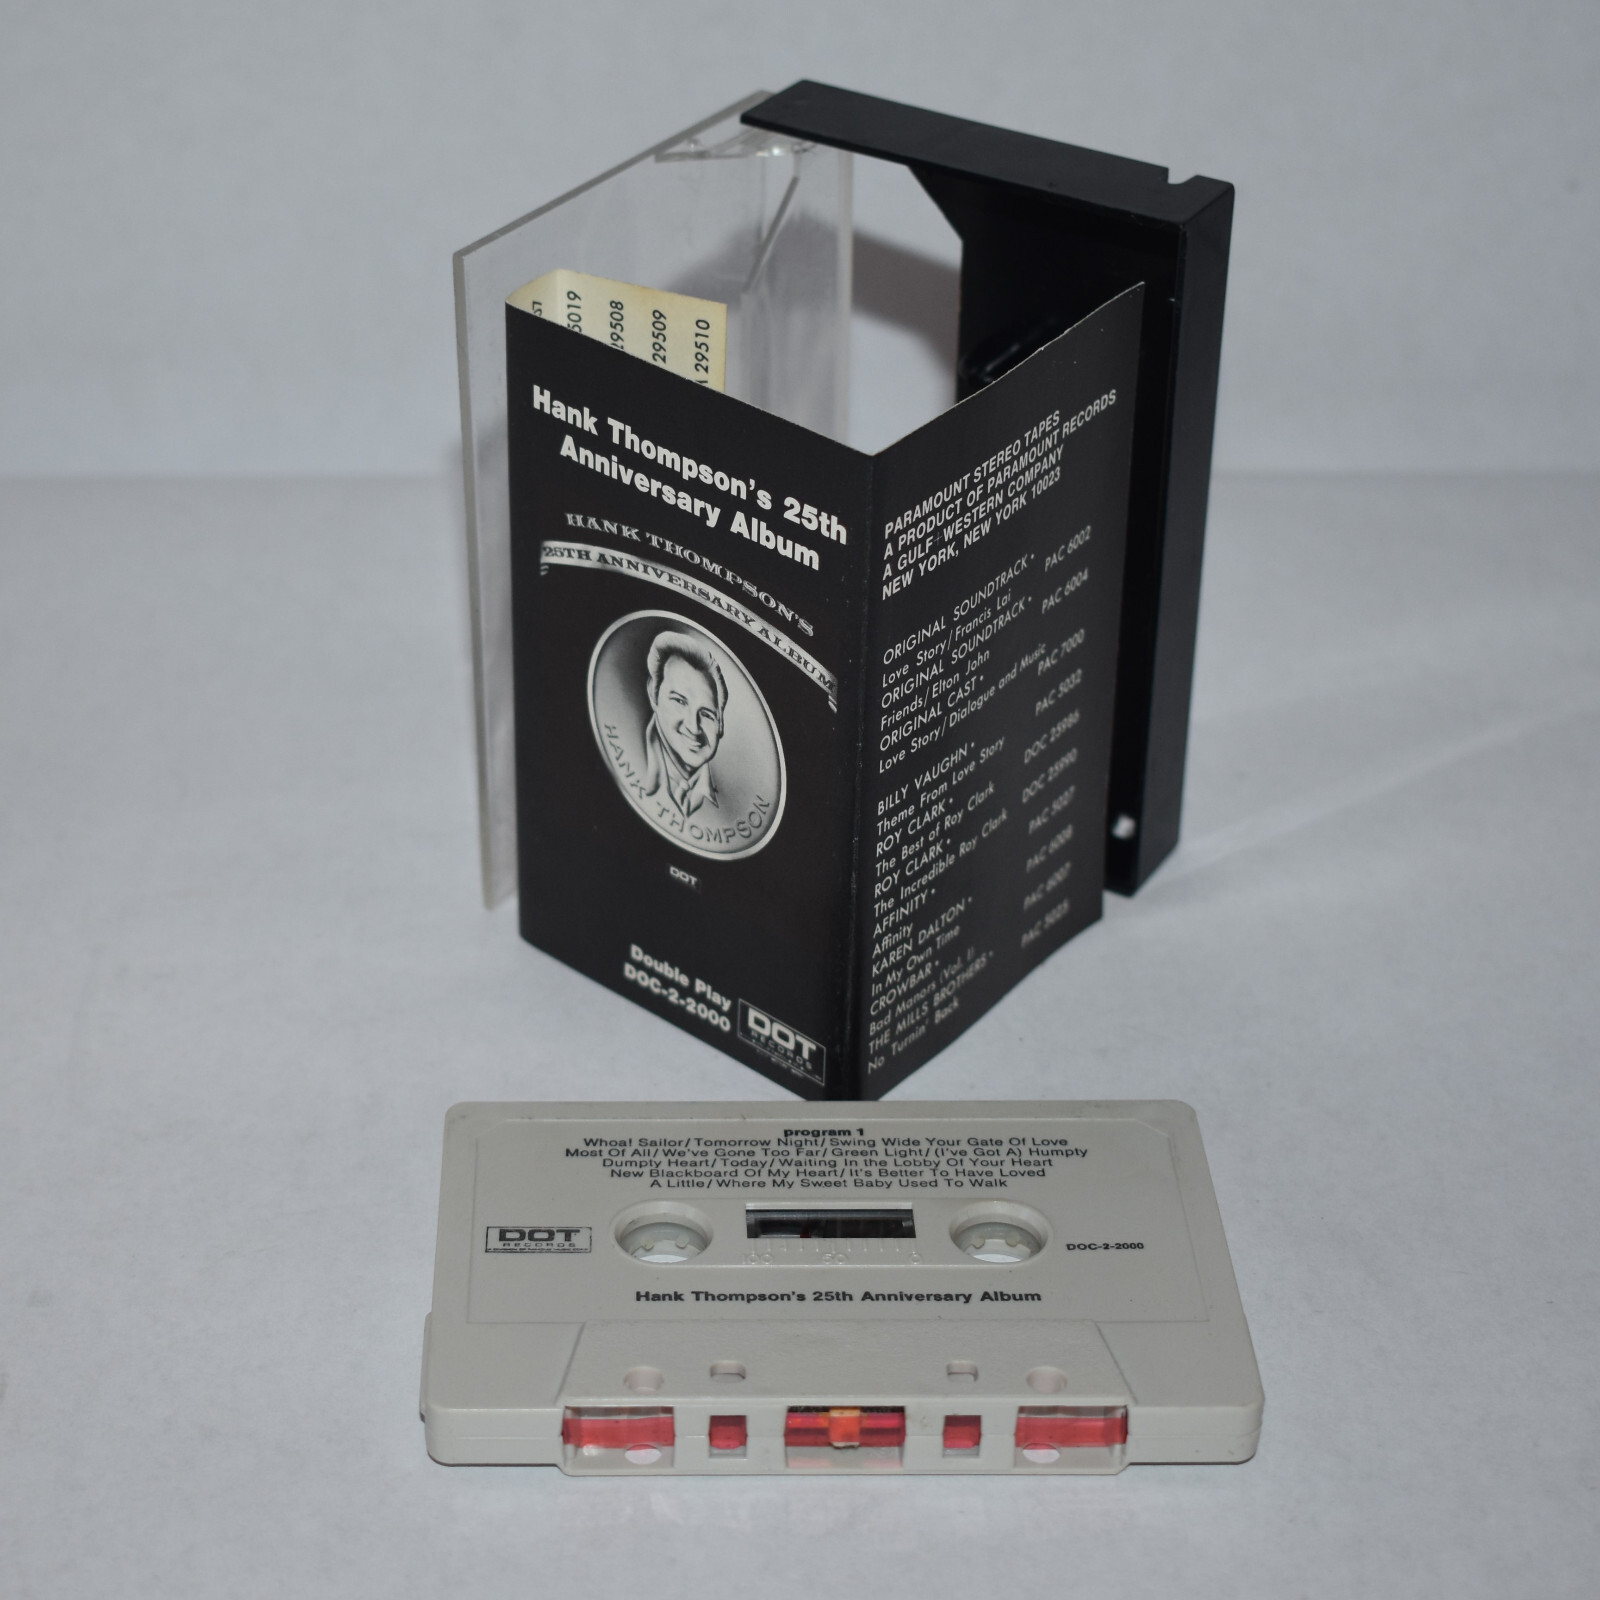 5019
29508
29509
29510
Hank Thompson's 25th
Anniversary Album
HANK THOMPSON'S
25TH ANNIVERSARY ALBUM
HANK THOMPSON
DOT
Double Play
DOC-2-2000
DOT
RECORDS
PARAMOUNT STEREO TAPES
A PRODUCT OF PARAMOUNT RECORDS
A GULF+WESTERN COMPANY
NEW YORK, NEW YORK 10023
ORIGINAL SOUNDTRACK • PAC 6002
Love Story/Francis Lai
ORIGINAL SOUNDTRACK • PAC 6004
Friends/Elton John
ORIGINAL CAST • PAC 7000
Love Story/Dialogue and Music
BILLY VAUGHN • PAC 5032
Theme From Love Story
ROY CLARK • DOC 25986
The Best of Roy Clark
ROY CLARK • DOC 25990
The Incredible Roy Clark
AFFINITY • PAC 5027
Affinity
KAREN DALTON • PAC 6008
In My Own Time
CROWBAR • PAC 6007
Bad Manors (Vol. I)
THE MILLS BROTHERS • PAC 5025
No Turnin' Back
program 1
Whoa! Sailor/Tomorrow Night/Swing Wide Your Gate Of Love
Most Of All/We've Gone Too Far/Green Light/(I've Got A) Humpty
Dumpty Heart/Today/Waiting In the Lobby Of Your Heart
New Blackboard Of My Heart/It's Better To Have Loved
A Little/Where My Sweet Baby Used To Walk
DOT
RECORDS
DOC-2-2000
100 50 0
Hank Thompson's 25th Anniversary Album